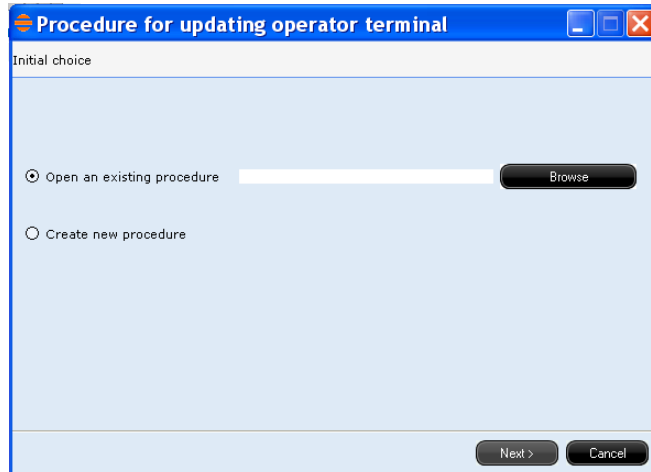 Procedure for updating operator terminal
Initial choice
Open an existing procedure Browse
Create new procedure
Next > Cancel